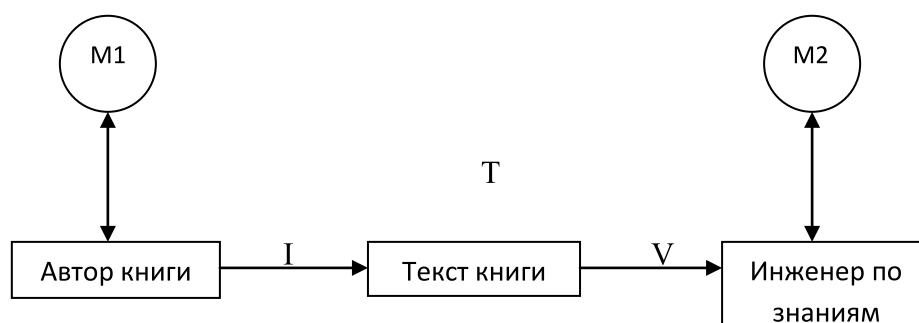 M1
M2
T
Автор книги
I
Текст книги
V
Инженер по
знаниям